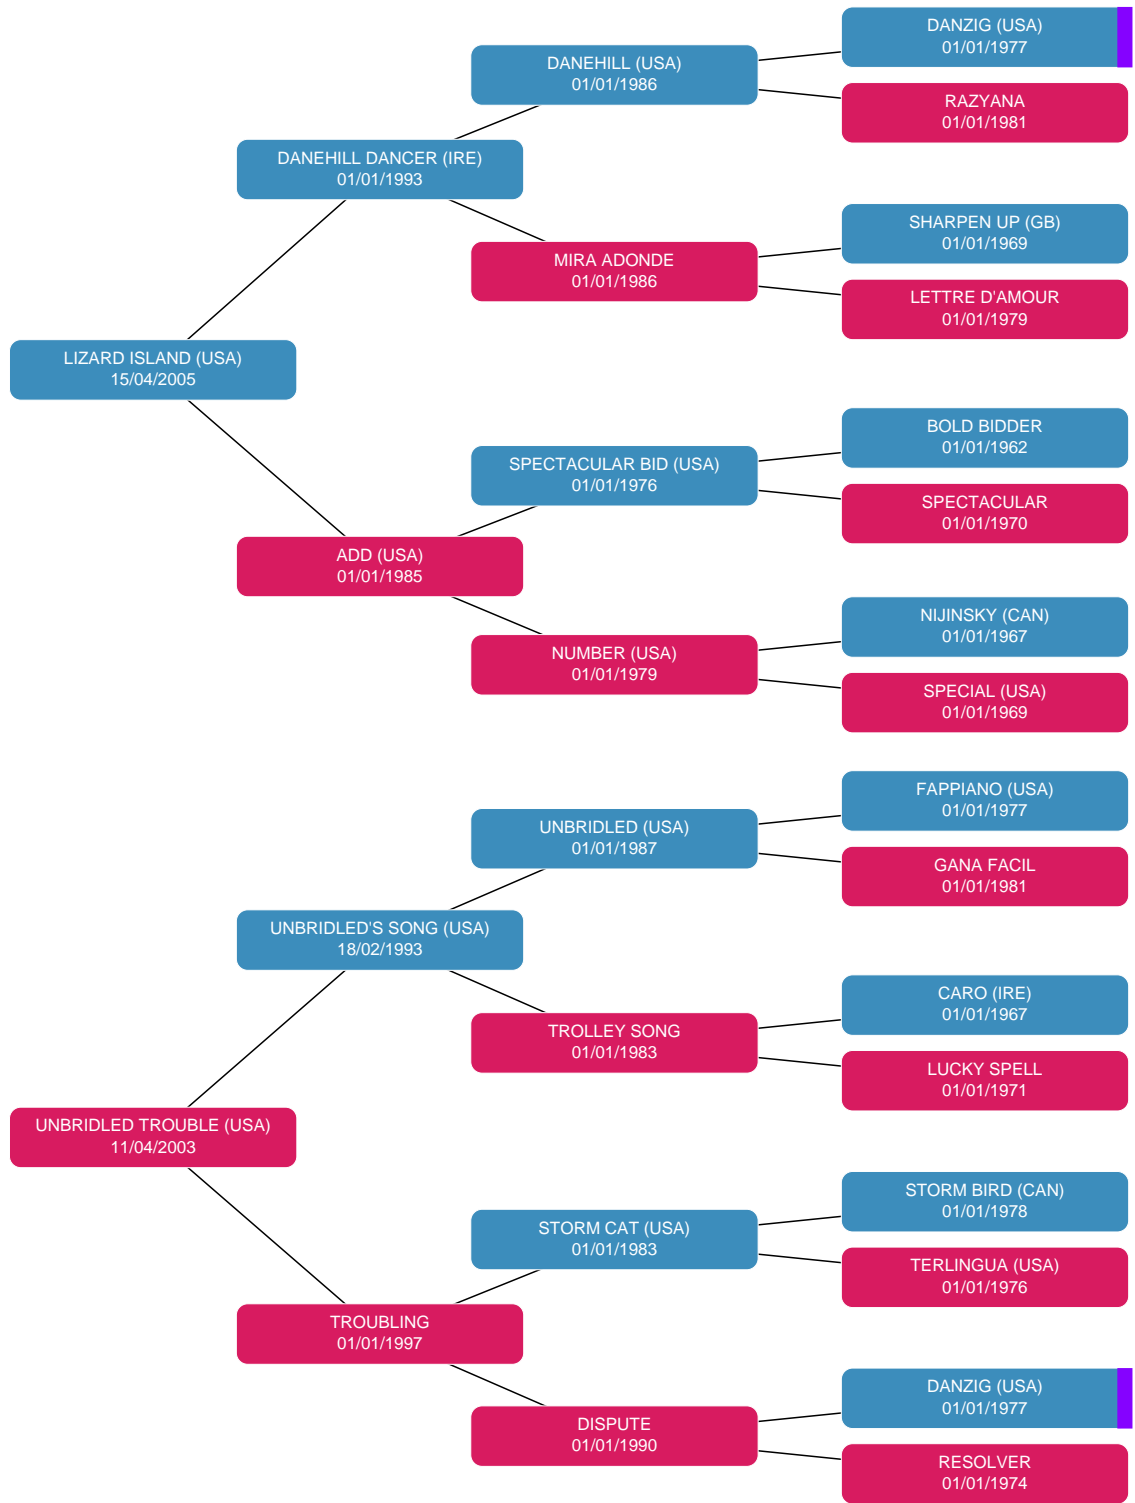 DANZIG (USA)
01/01/1977
DANEHILL (USA)
01/01/1986
RAZYANA
01/01/1981
DANEHILL DANCER (IRE)
01/01/1993
SHARPEN UP (GB)
01/01/1969
MIRA ADONDE
01/01/1986
LETTRE D'AMOUR
01/01/1979
LIZARD ISLAND (USA)
15/04/2005
BOLD BIDDER
01/01/1962
SPECTACULAR BID (USA)
01/01/1976
SPECTACULAR
01/01/1970
ADD (USA)
01/01/1985
NIJINSKY (CAN)
01/01/1967
NUMBER (USA)
01/01/1979
SPECIAL (USA)
01/01/1969
FAPPIANO (USA)
01/01/1977
UNBRIDLED (USA)
01/01/1987
GANA FACIL
01/01/1981
UNBRIDLED'S SONG (USA)
18/02/1993
CARO (IRE)
01/01/1967
TROLLEY SONG
01/01/1983
LUCKY SPELL
01/01/1971
UNBRIDLED TROUBLE (USA)
11/04/2003
STORM BIRD (CAN)
01/01/1978
STORM CAT (USA)
01/01/1983
TERLINGUA (USA)
01/01/1976
TROUBLING
01/01/1997
DANZIG (USA)
01/01/1977
DISPUTE
01/01/1990
RESOLVER
01/01/1974